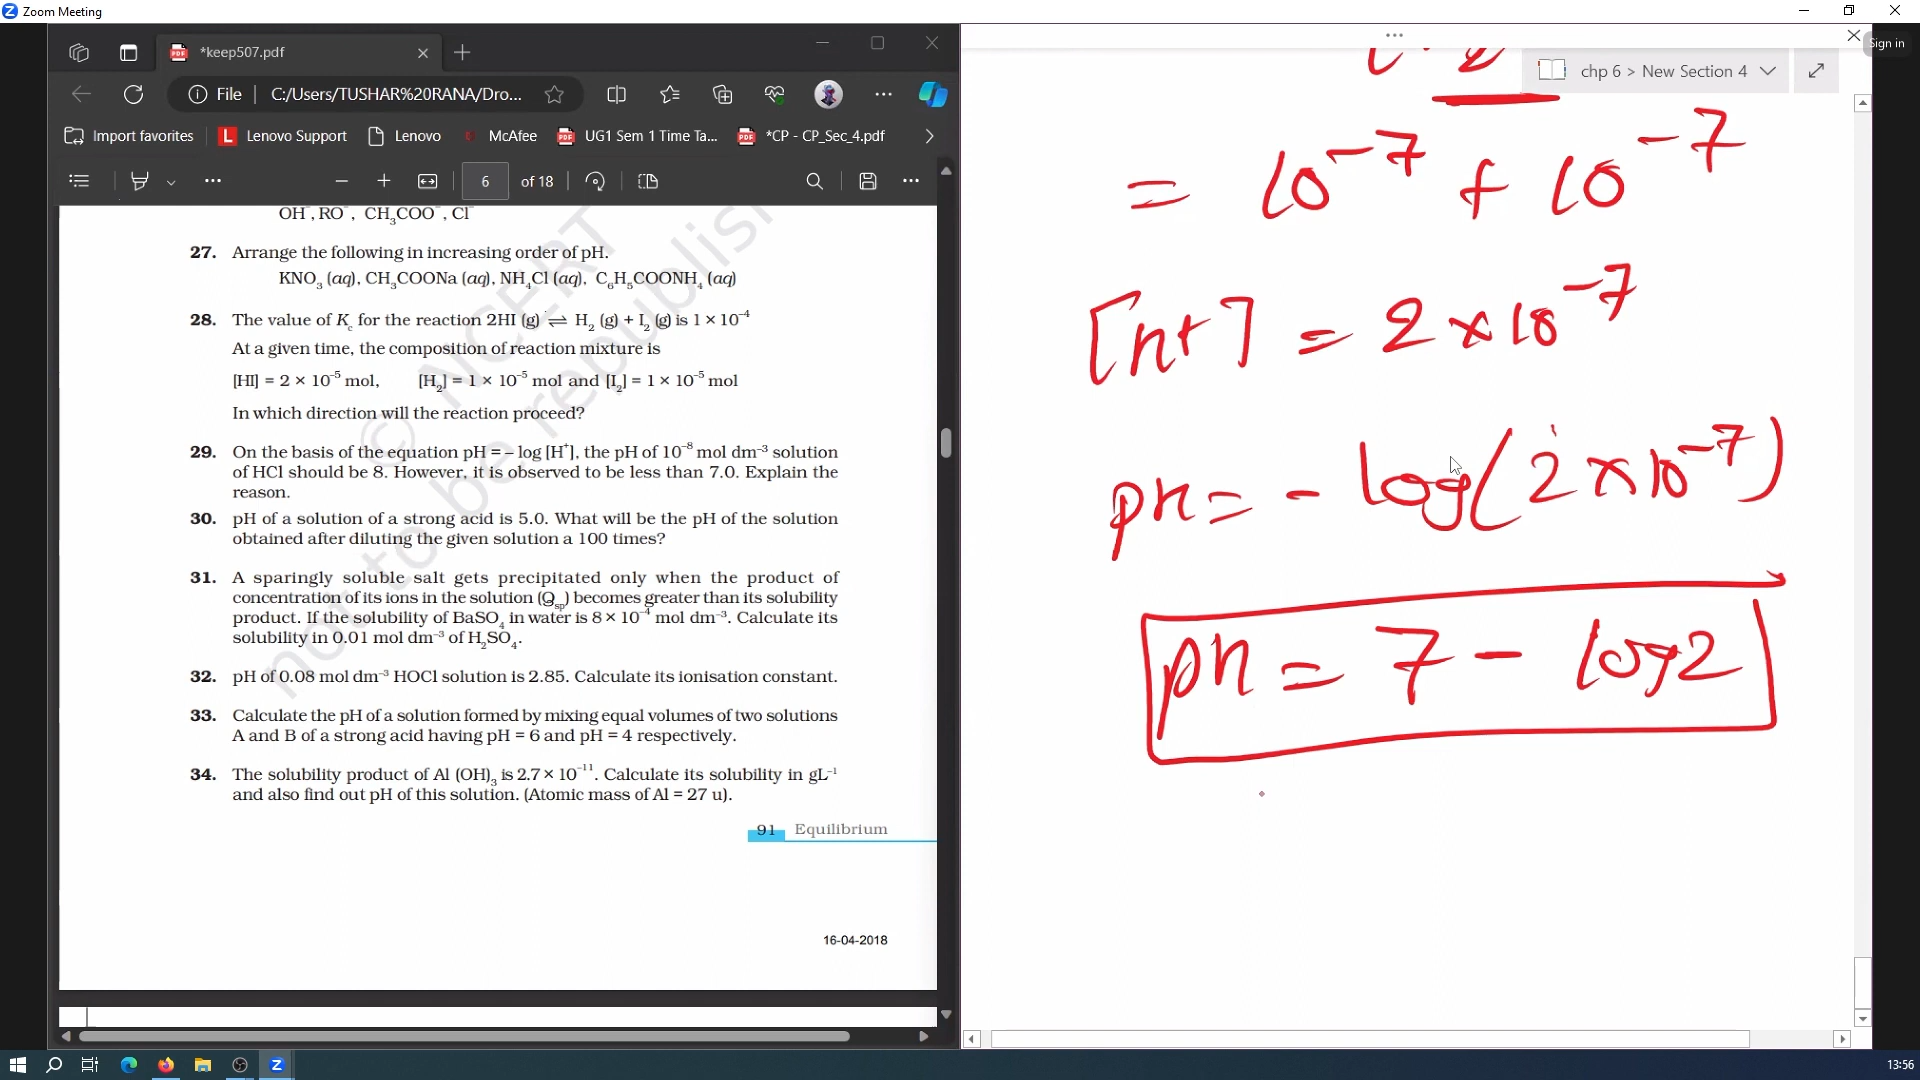 Zoom Meeting
Sign in
*keep507.pdf
File C:/Users/TUSHAR%20RANA/Dro...
Import favorites Lenovo Support Lenovo McAfee UG1 Sem 1 Time Ta... *CP - CP_Sec_4.pdf
6 of 18
OH⁻, RO⁻, CH₃COO⁻, Cl⁻
27. Arrange the following in increasing order of pH.
KNO₃ (aq), CH₃COONa (aq), NH₄Cl (aq), C₆H₅COONH₄ (aq)
28. The value of K꜀ for the reaction 2HI (g) ⇌ H₂ (g) + I₂ (g) is 1 × 10⁻⁴
At a given time, the composition of reaction mixture is
[HI] = 2 × 10⁻⁵ mol, [H₂] = 1 × 10⁻⁵ mol and [I₂] = 1 × 10⁻⁵ mol
In which direction will the reaction proceed?
29. On the basis of the equation pH = – log [H⁺], the pH of 10⁻⁸ mol dm⁻³ solution
of HCl should be 8. However, it is observed to be less than 7.0. Explain the
reason.
30. pH of a solution of a strong acid is 5.0. What will be the pH of the solution
obtained after diluting the given solution a 100 times?
31. A sparingly soluble salt gets precipitated only when the product of
concentration of its ions in the solution (Qsp) becomes greater than its solubility
product. If the solubility of BaSO₄ in water is 8 × 10⁻⁴ mol dm⁻³. Calculate its
solubility in 0.01 mol dm⁻³ of H₂SO₄.
32. pH of 0.08 mol dm⁻³ HOCl solution is 2.85. Calculate its ionisation constant.
33. Calculate the pH of a solution formed by mixing equal volumes of two solutions
A and B of a strong acid having pH = 6 and pH = 4 respectively.
34. The solubility product of Al (OH)₃ is 2.7 × 10⁻¹¹. Calculate its solubility in gL⁻¹
and also find out pH of this solution. (Atomic mass of Al = 27 u).
91 Equilibrium
16-04-2018
© NCERT
not to be republis
chp 6 > New Section 4
= 10⁻⁷ + 10⁻⁷
[H+] = 2 × 10⁻⁷
pH = - log(2 × 10⁻⁷)
pH = 7 - log2
13:56